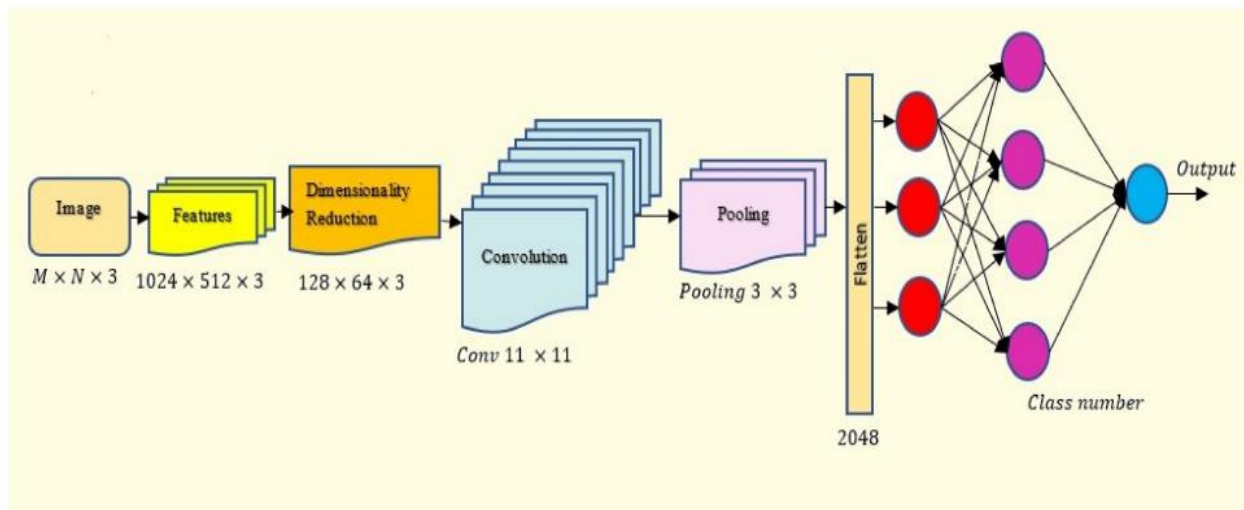 Image
M × N × 3
Features
1024 × 512 × 3
Dimensionality
Reduction
128 × 64 × 3
Convolution
Conv 11 × 11
Pooling
Pooling 3 × 3
Flatten
2048
Class number
Output